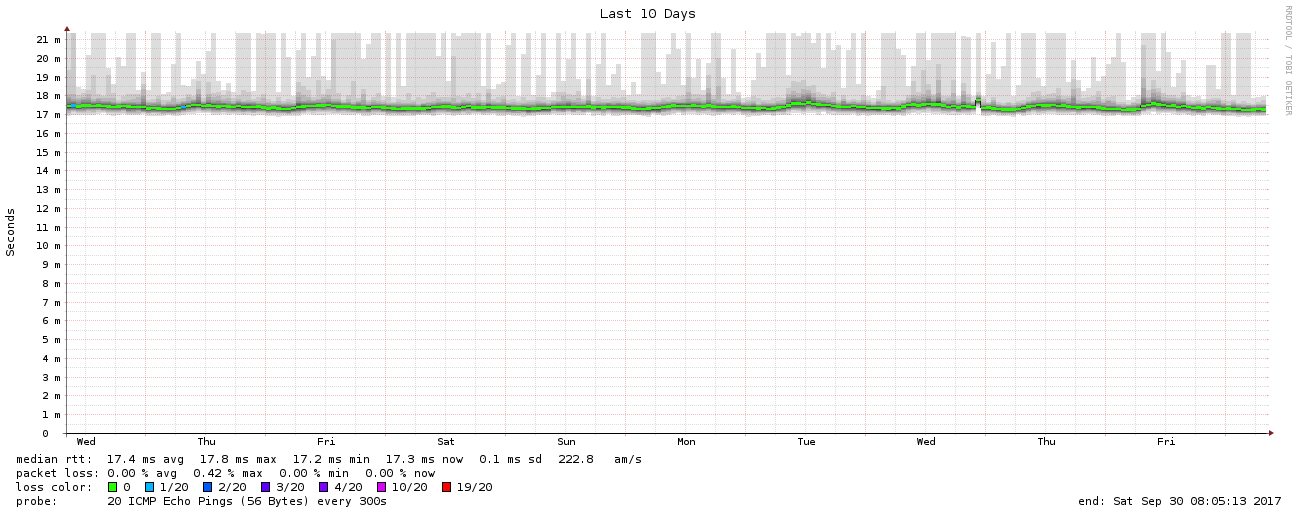 Last 10 Days
RRDTOOL / TOBI OETIKER
Seconds
21 m
20 m
19 m
18 m
17 m
16 m
15 m
14 m
13 m
12 m
11 m
10 m
9 m
8 m
7 m
6 m
5 m
4 m
3 m
2 m
1 m
0
Wed Thu Fri Sat Sun Mon Tue Wed Thu Fri
median rtt: 17.4 ms avg 17.8 ms max 17.2 ms min 17.3 ms now 0.1 ms sd 222.8 am/s
packet loss: 0.00 % avg 0.42 % max 0.00 % min 0.00 % now
loss color: 0 1/20 2/20 3/20 4/20 10/20 19/20
probe: 20 ICMP Echo Pings (56 Bytes) every 300s end: Sat Sep 30 08:05:13 2017